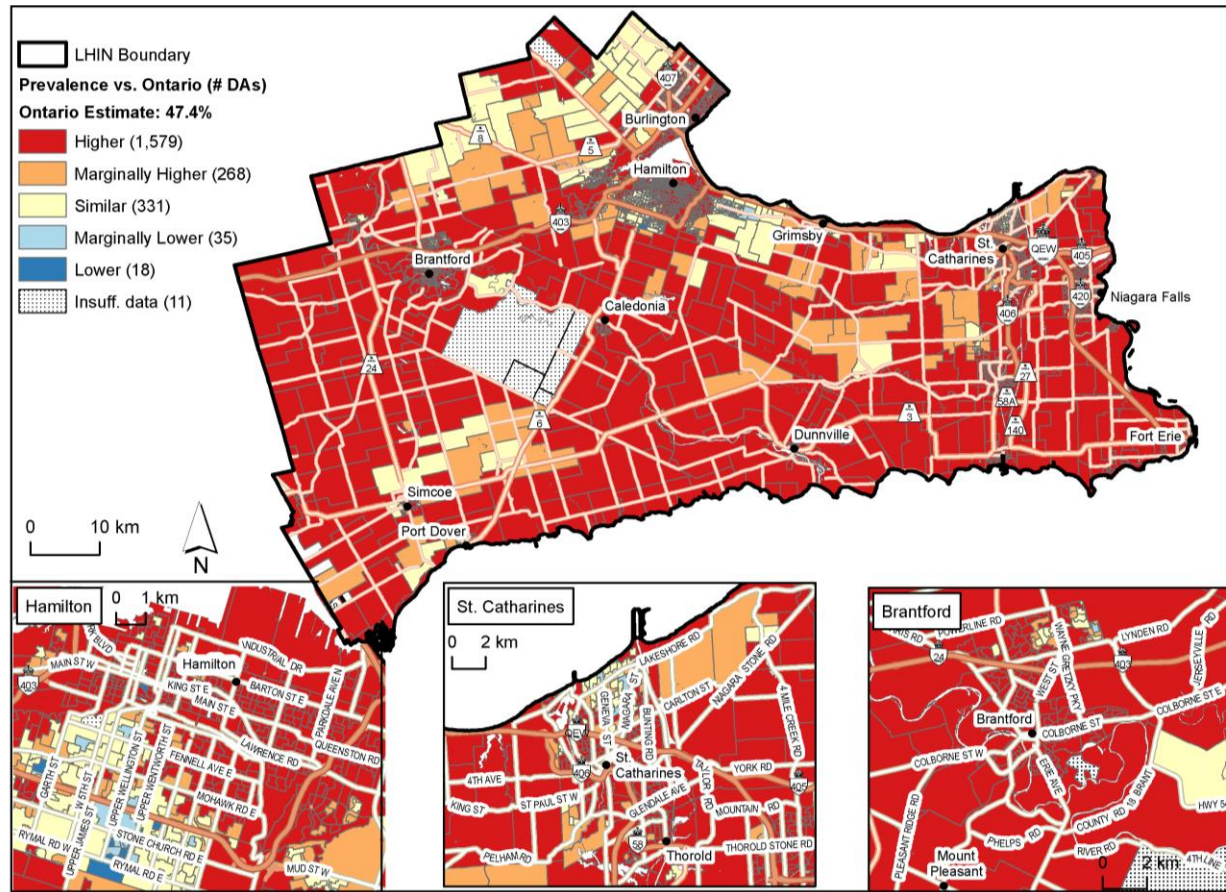 LHIN Boundary
Prevalence vs. Ontario (# DAs)
Ontario Estimate: 47.4%
Higher (1,579)
Marginally Higher (268)
Similar (331)
Marginally Lower (35)
Lower (18)
Insuff. data (11)
407
Burlington
8
5
Hamilton
403
Grimsby
St.
Catharines
QEW
405
Brantford
420
Niagara Falls
Caledonia
406
24
27
58A
6
3
140
Dunnville
Fort Erie
Simcoe
Port Dover
0 10 km
N
Hamilton
0 1 km
INDUSTRIAL DR
MAIN ST W
Hamilton
403
KING ST E
BARTON ST E
MAIN ST E
PARKDALE AVE N
LAWRENCE RD
QUEENSTON RD
GARTH ST
W 5TH ST
UPPER WELLINGTON ST
UPPER WENTWORTH ST
FENNELL AVE E
MOHAWK RD E
UPPER JAMES ST
STONE CHURCH RD E
RYMAL RD W
RYMAL RD E
MUD ST W
St. Catharines
0 2 km
LAKESHORE RD
NIAGARA STONE RD
GENEVA ST
NIAGARA ST
CARLTON ST
BUNTING RD
4 MILE CREEK RD
QEW
406
St.
Catharines
4TH AVE
TAYLOR RD
YORK RD
405
KING ST
ST PAUL ST W
GLENDALE AVE
MOUNTAIN RD
58
PELHAM RD
Thorold
THOROLD STONE RD
Brantford
POWERLINE RD
24
WAYNE GRETZKY PKY
LYNDEN RD
403
JERSEYVILLE
WEST ST
COLBORNE ST E
Brantford
COLBORNE ST
COLBORNE ST W
ERIE AVE
COUNTY RD 18 BRANT
HWY 54
PLEASANT RIDGE RD
PHELPS RD
RIVER RD
4TH LINE
Mount
Pleasant
0 2 km